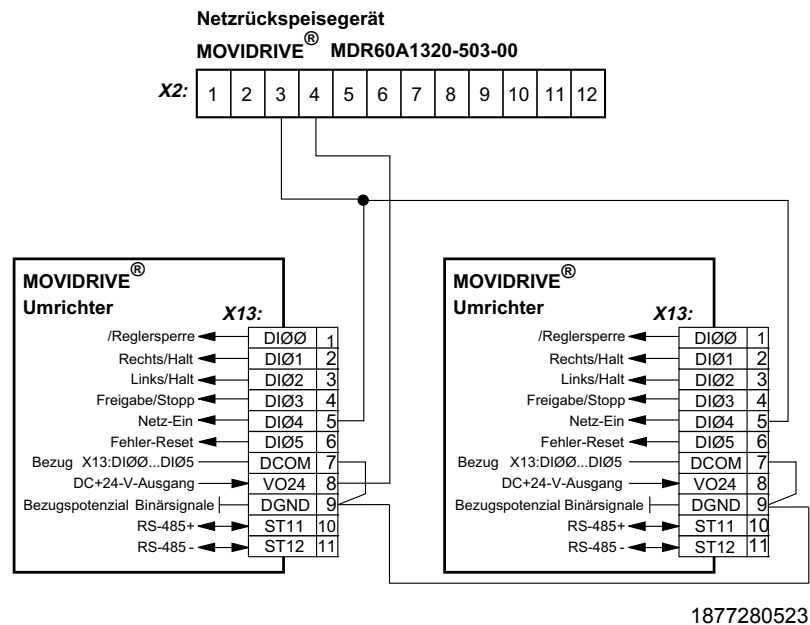 Netzrückspeisegerät
MOVIDRIVE® MDR60A1320-503-00
X2: 1 2 3 4 5 6 7 8 9 10 11 12
MOVIDRIVE®
Umrichter X13:
/Reglersperre DIØØ 1
Rechts/Halt DIØ1 2
Links/Halt DIØ2 3
Freigabe/Stopp DIØ3 4
Netz-Ein DIØ4 5
Fehler-Reset DIØ5 6
Bezug X13:DIØØ...DIØ5 DCOM 7
DC+24-V-Ausgang VO24 8
Bezugspotenzial Binärsignale DGND 9
RS-485+ ST11 10
RS-485- ST12 11
MOVIDRIVE®
Umrichter X13:
/Reglersperre DIØØ 1
Rechts/Halt DIØ1 2
Links/Halt DIØ2 3
Freigabe/Stopp DIØ3 4
Netz-Ein DIØ4 5
Fehler-Reset DIØ5 6
Bezug X13:DIØØ...DIØ5 DCOM 7
DC+24-V-Ausgang VO24 8
Bezugspotenzial Binärsignale DGND 9
RS-485+ ST11 10
RS-485- ST12 11
1877280523